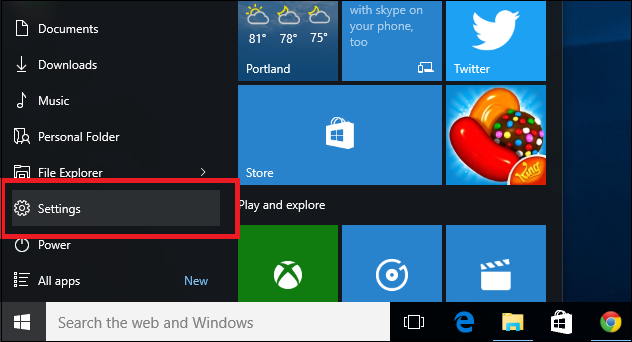 Documents
Downloads
Music
Personal Folder
File Explorer
Settings
Power
All apps New
81° 78° 75°
Portland
with skype on
your phone,
too
Twitter
Store
King
Play and explore
Search the web and Windows